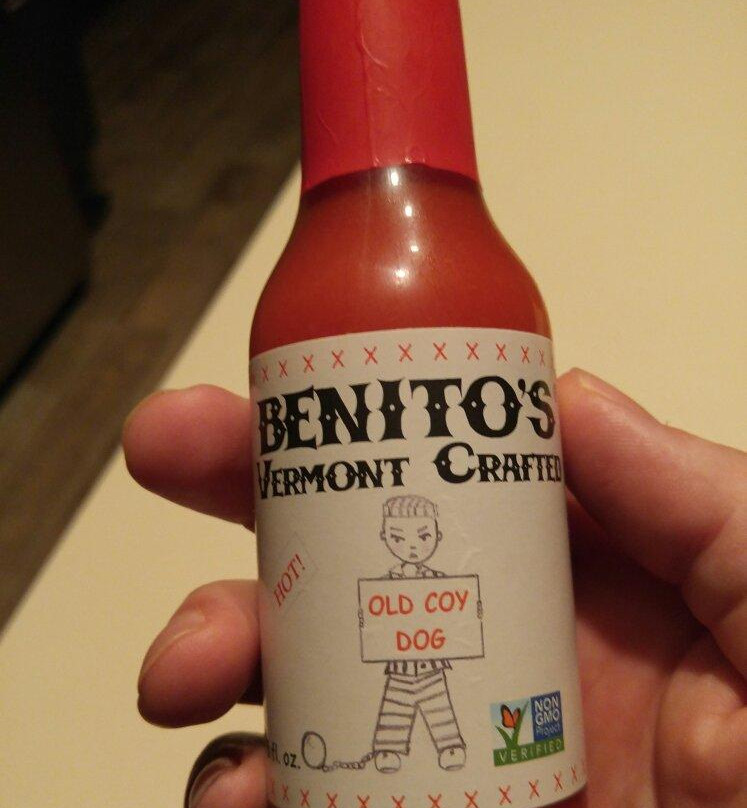 X X X X X X X X X X
BENITO'S
VERMONT CRAFTED
HOT!
OLD COY
DOG
fl. oz.
NON
GMO
Project
VERIFIED
X X X X X X X X X X